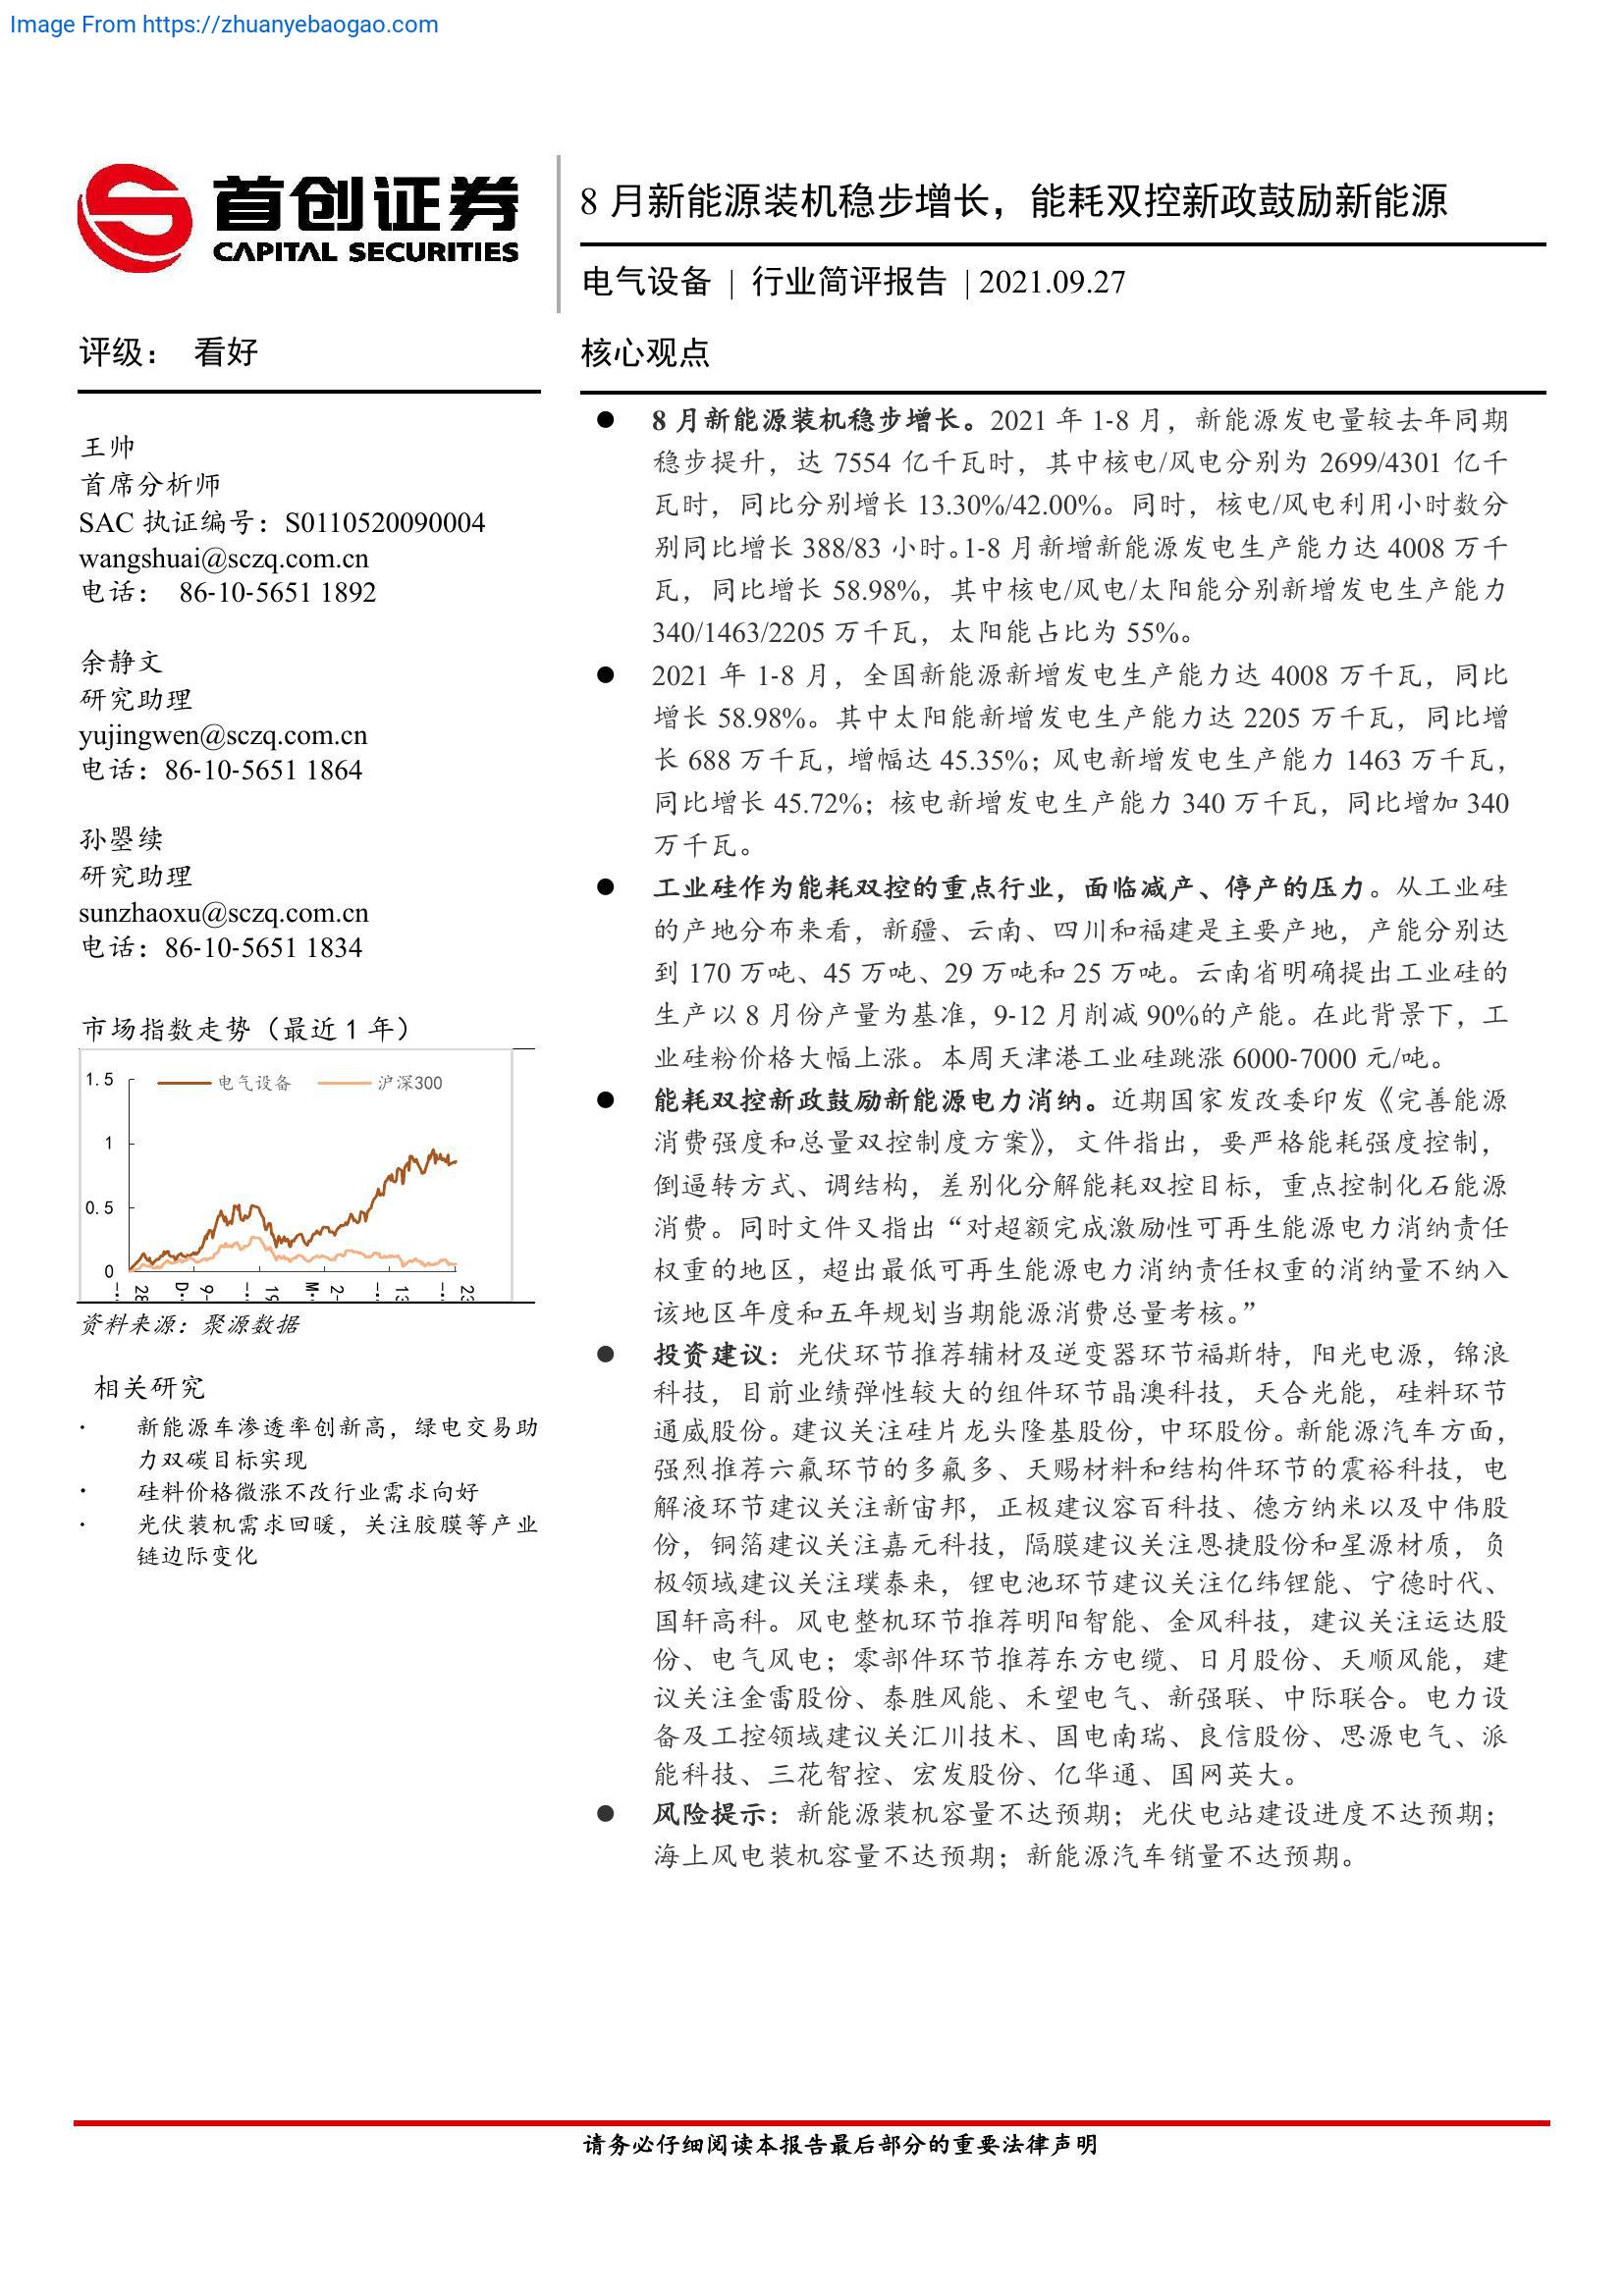 Image From https://zhuanyebaogao.com
首创证券
CAPITAL SECURITIES
8 月新能源装机稳步增长，能耗双控新政鼓励新能源
电气设备 | 行业简评报告 | 2021.09.27
评级： 看好
王帅
首席分析师
SAC 执证编号：S0110520090004
wangshuai@sczq.com.cn
电话： 86-10-5651 1892
余静文
研究助理
yujingwen@sczq.com.cn
电话：86-10-5651 1864
孙曌续
研究助理
sunzhaoxu@sczq.com.cn
电话：86-10-5651 1834
市场指数走势（最近 1 年）
1.5
电气设备
沪深300
1
0.5
0
28
D..
9-
19
M..
2-
13
23
资料来源：聚源数据
相关研究
· 新能源车渗透率创新高，绿电交易助
力双碳目标实现
· 硅料价格微涨不改行业需求向好
· 光伏装机需求回暖，关注胶膜等产业
链边际变化
核心观点
● 8 月新能源装机稳步增长。2021 年 1-8 月，新能源发电量较去年同期
稳步提升，达 7554 亿千瓦时，其中核电/风电分别为 2699/4301 亿千
瓦时，同比分别增长 13.30%/42.00%。同时，核电/风电利用小时数分
别同比增长 388/83 小时。1-8 月新增新能源发电生产能力达 4008 万千
瓦，同比增长 58.98%，其中核电/风电/太阳能分别新增发电生产能力
340/1463/2205 万千瓦，太阳能占比为 55%。
● 2021 年 1-8 月，全国新能源新增发电生产能力达 4008 万千瓦，同比
增长 58.98%。其中太阳能新增发电生产能力达 2205 万千瓦，同比增
长 688 万千瓦，增幅达 45.35%；风电新增发电生产能力 1463 万千瓦，
同比增长 45.72%；核电新增发电生产能力 340 万千瓦，同比增加 340
万千瓦。
● 工业硅作为能耗双控的重点行业，面临减产、停产的压力。从工业硅
的产地分布来看，新疆、云南、四川和福建是主要产地，产能分别达
到 170 万吨、45 万吨、29 万吨和 25 万吨。云南省明确提出工业硅的
生产以 8 月份产量为基准，9-12 月削减 90%的产能。在此背景下，工
业硅粉价格大幅上涨。本周天津港工业硅跳涨 6000-7000 元/吨。
● 能耗双控新政鼓励新能源电力消纳。近期国家发改委印发《完善能源
消费强度和总量双控制度方案》，文件指出，要严格能耗强度控制，
倒逼转方式、调结构，差别化分解能耗双控目标，重点控制化石能源
消费。同时文件又指出“对超额完成激励性可再生能源电力消纳责任
权重的地区，超出最低可再生能源电力消纳责任权重的消纳量不纳入
该地区年度和五年规划当期能源消费总量考核。”
● 投资建议：光伏环节推荐辅材及逆变器环节福斯特，阳光电源，锦浪
科技，目前业绩弹性较大的组件环节晶澳科技，天合光能，硅料环节
通威股份。建议关注硅片龙头隆基股份，中环股份。新能源汽车方面，
强烈推荐六氟环节的多氟多、天赐材料和结构件环节的震裕科技，电
解液环节建议关注新宙邦，正极建议容百科技、德方纳米以及中伟股
份，铜箔建议关注嘉元科技，隔膜建议关注恩捷股份和星源材质，负
极领域建议关注璞泰来，锂电池环节建议关注亿纬锂能、宁德时代、
国轩高科。风电整机环节推荐明阳智能、金风科技，建议关注运达股
份、电气风电；零部件环节推荐东方电缆、日月股份、天顺风能，建
议关注金雷股份、泰胜风能、禾望电气、新强联、中际联合。电力设
备及工控领域建议关汇川技术、国电南瑞、良信股份、思源电气、派
能科技、三花智控、宏发股份、亿华通、国网英大。
● 风险提示：新能源装机容量不达预期；光伏电站建设进度不达预期；
海上风电装机容量不达预期；新能源汽车销量不达预期。
请务必仔细阅读本报告最后部分的重要法律声明